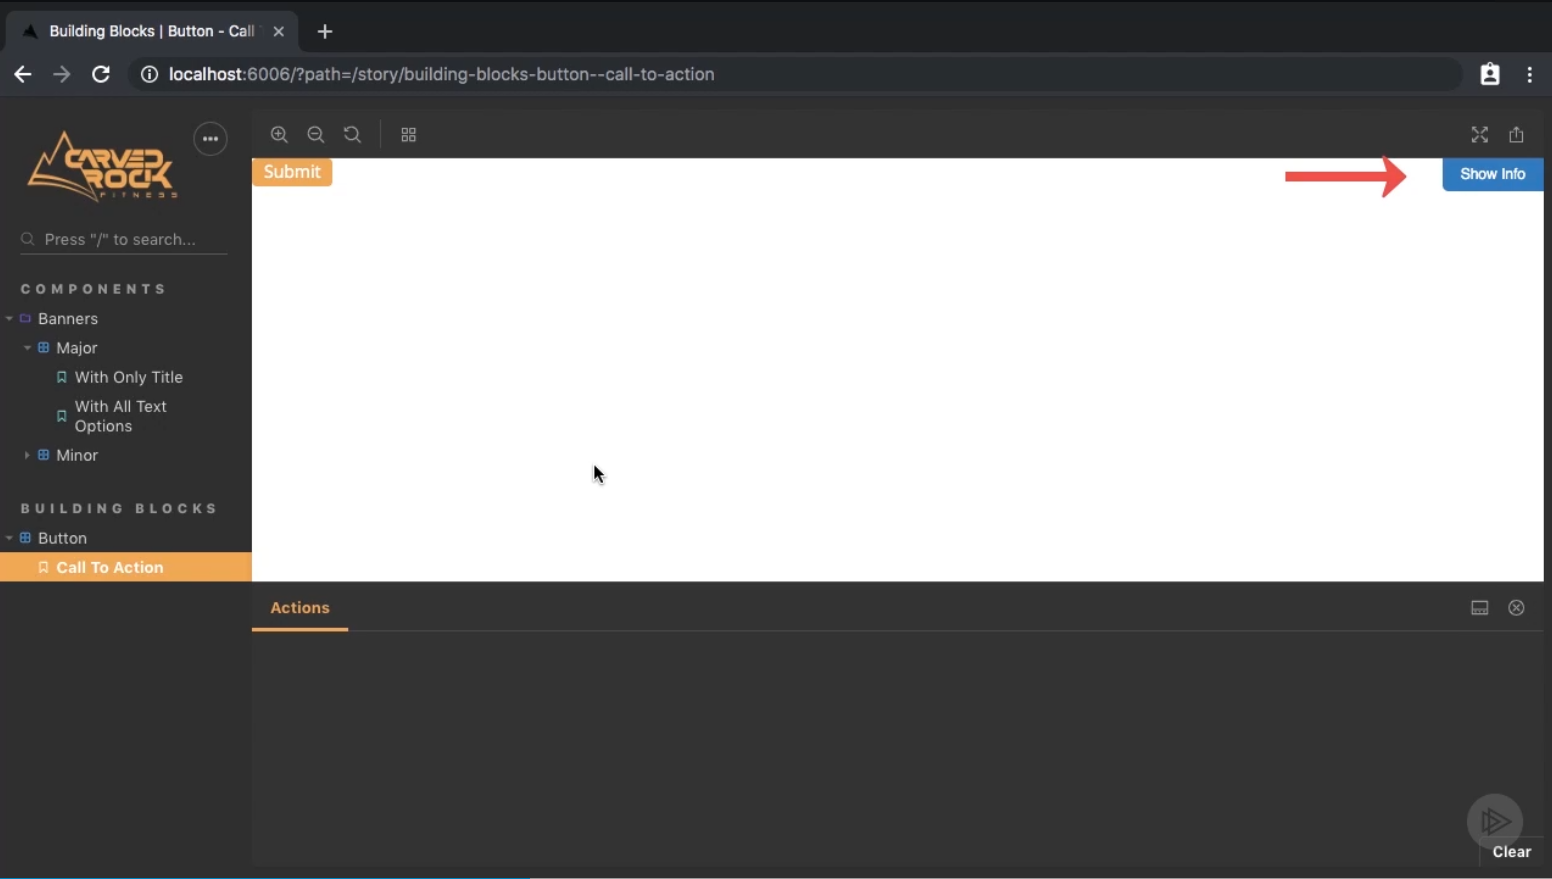 Building Blocks | Button - Call
localhost:6006/?path=/story/building-blocks-button--call-to-action
CARVED
ROCK
FITNESS
Press "/" to search...
Submit
Show Info
COMPONENTS
Banners
Major
With Only Title
With All Text
Options
Minor
BUILDING BLOCKS
Button
Call To Action
Actions
Clear